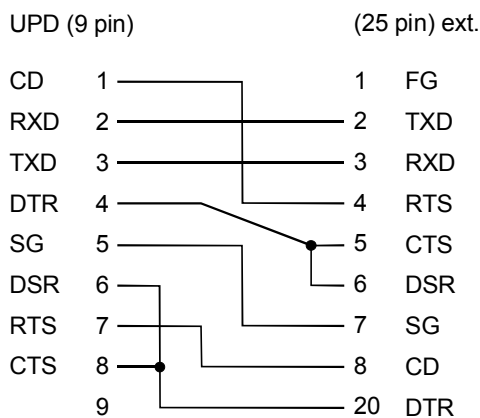 UPD (9 pin) (25 pin) ext.
CD 1 1 FG
RXD 2 2 TXD
TXD 3 3 RXD
DTR 4 4 RTS
SG 5 5 CTS
DSR 6 6 DSR
RTS 7 7 SG
CTS 8 8 CD
9 20 DTR